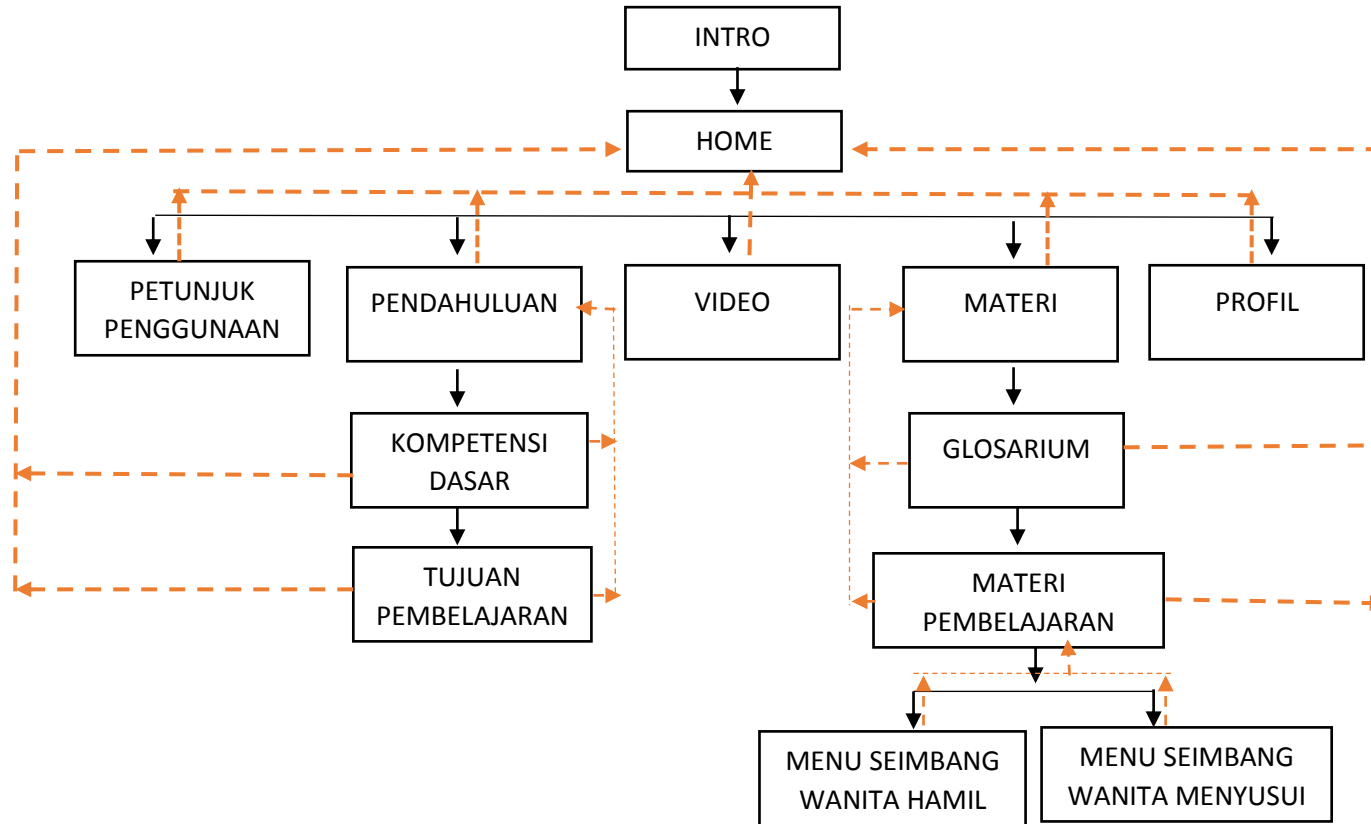 INTRO
HOME
PETUNJUK
PENGGUNAAN
PENDAHULUAN
VIDEO
MATERI
PROFIL
KOMPETENSI
DASAR
GLOSARIUM
TUJUAN
PEMBELAJARAN
MATERI
PEMBELAJARAN
MENU SEIMBANG
WANITA HAMIL
MENU SEIMBANG
WANITA MENYUSUI